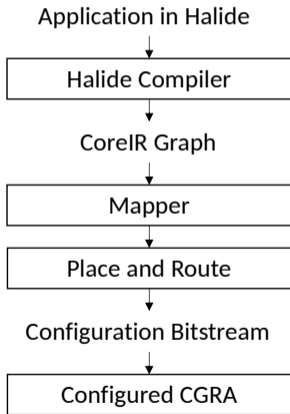 Application in Halide
Halide Compiler
CoreIR Graph
Mapper
Place and Route
Configuration Bitstream
Configured CGRA